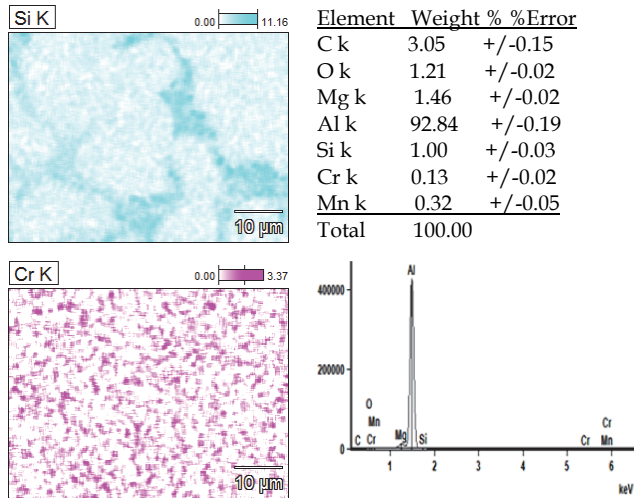 Si K
0.00 11.16
10 µm
Element Weight % %Error
C k 3.05 +/-0.15
O k 1.21 +/-0.02
Mg k 1.46 +/-0.02
Al k 92.84 +/-0.19
Si k 1.00 +/-0.03
Cr k 0.13 +/-0.02
Mn k 0.32 +/-0.05
Total 100.00
Cr K
0.00 3.37
10 µm
Al
400000
200000
O
Mn
Cr
C Cr Mg Si Cr Mn
0
1 2 3 4 5 6
keV